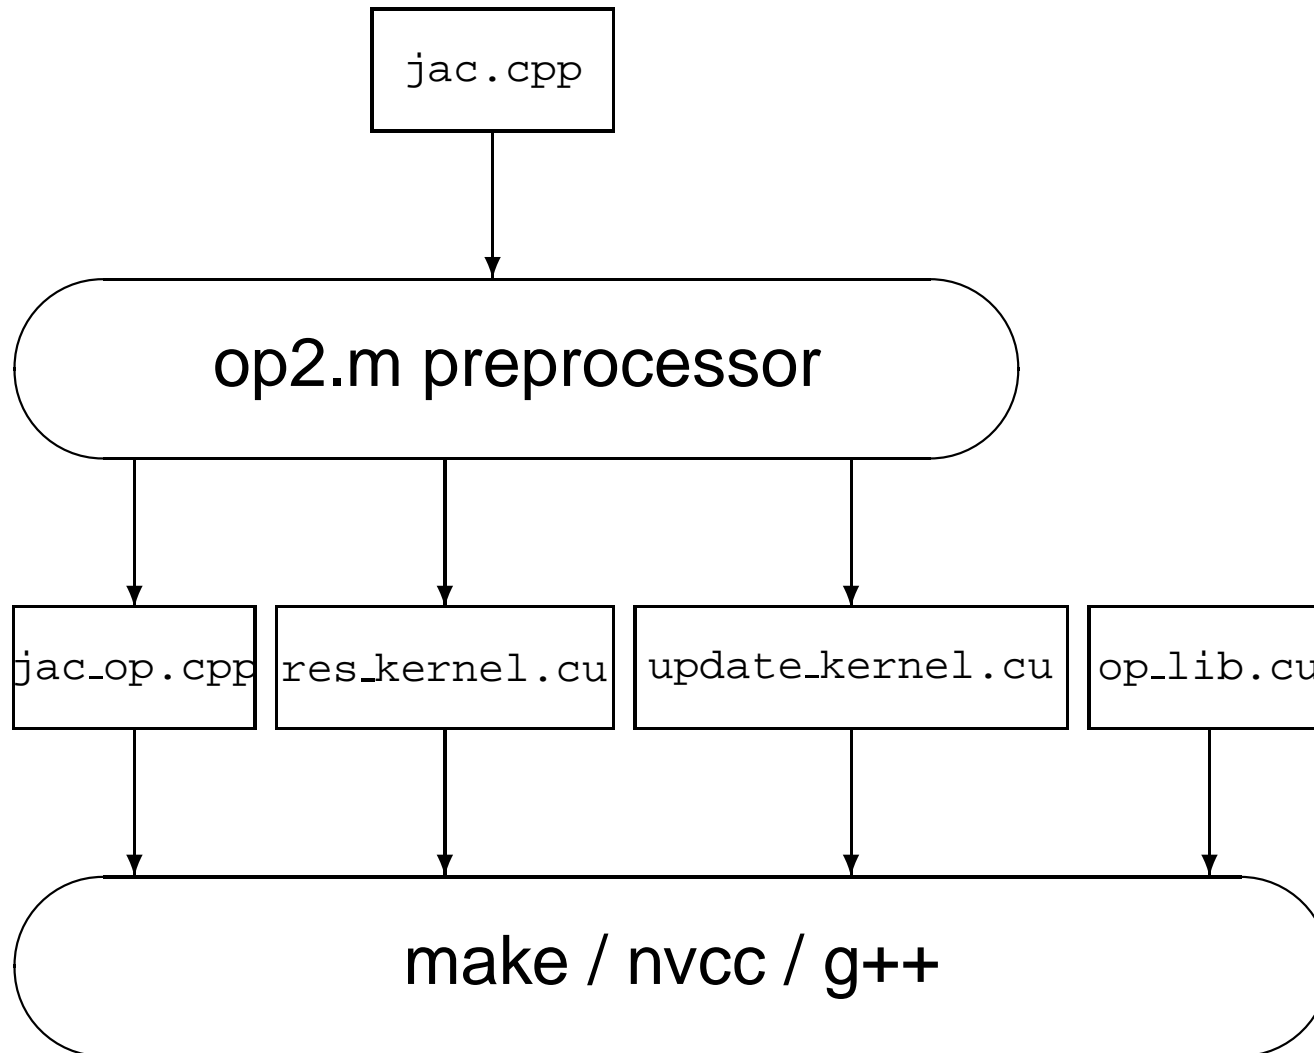 jac.cpp
op2.m preprocessor
jac_op.cpp
res_kernel.cu
update_kernel.cu
op_lib.cu
make / nvcc / g++